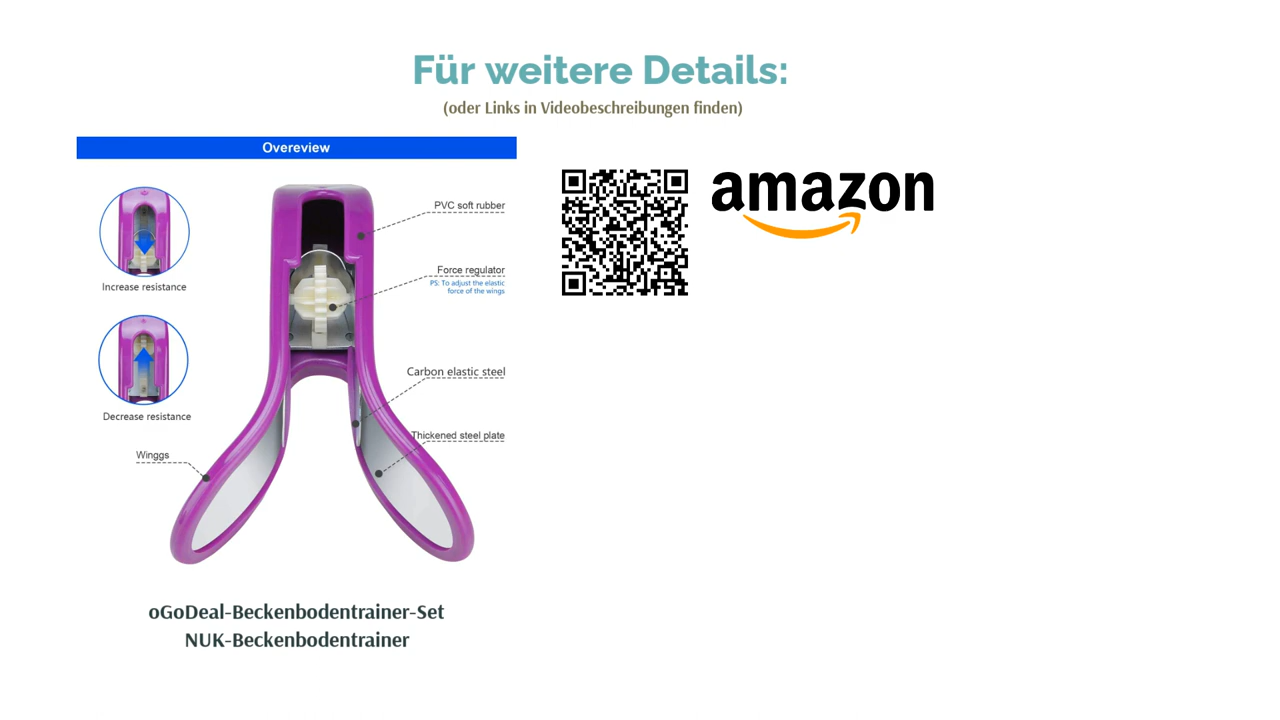 Für weitere Details:
(oder Links in Videobeschreibungen finden)
Overeview
PVC soft rubber
Force regulator
PS: To adjust the elastic
force of the wings
Increase resistance
Carbon elastic steel
Decrease resistance
Thickened steel plate
Winggs
amazon
oGoDeal-Beckenbodentrainer-Set
NUK-Beckenbodentrainer